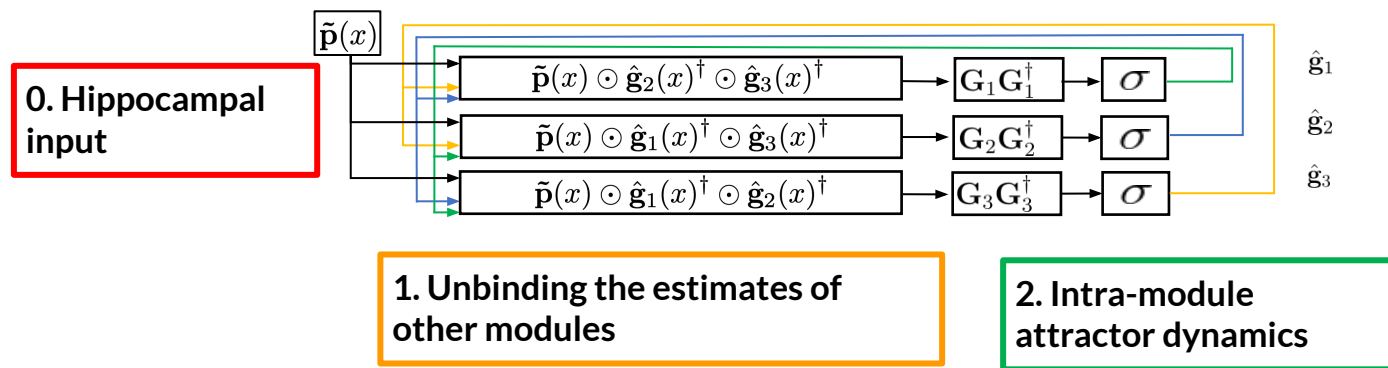 p̃(x)
0. Hippocampal
input
p̃(x) ⊙ ĝ₂(x)† ⊙ ĝ₃(x)† G₁G₁† σ ĝ₁
p̃(x) ⊙ ĝ₁(x)† ⊙ ĝ₃(x)† G₂G₂† σ ĝ₂
p̃(x) ⊙ ĝ₁(x)† ⊙ ĝ₂(x)† G₃G₃† σ ĝ₃
1. Unbinding the estimates of
other modules
2. Intra-module
attractor dynamics